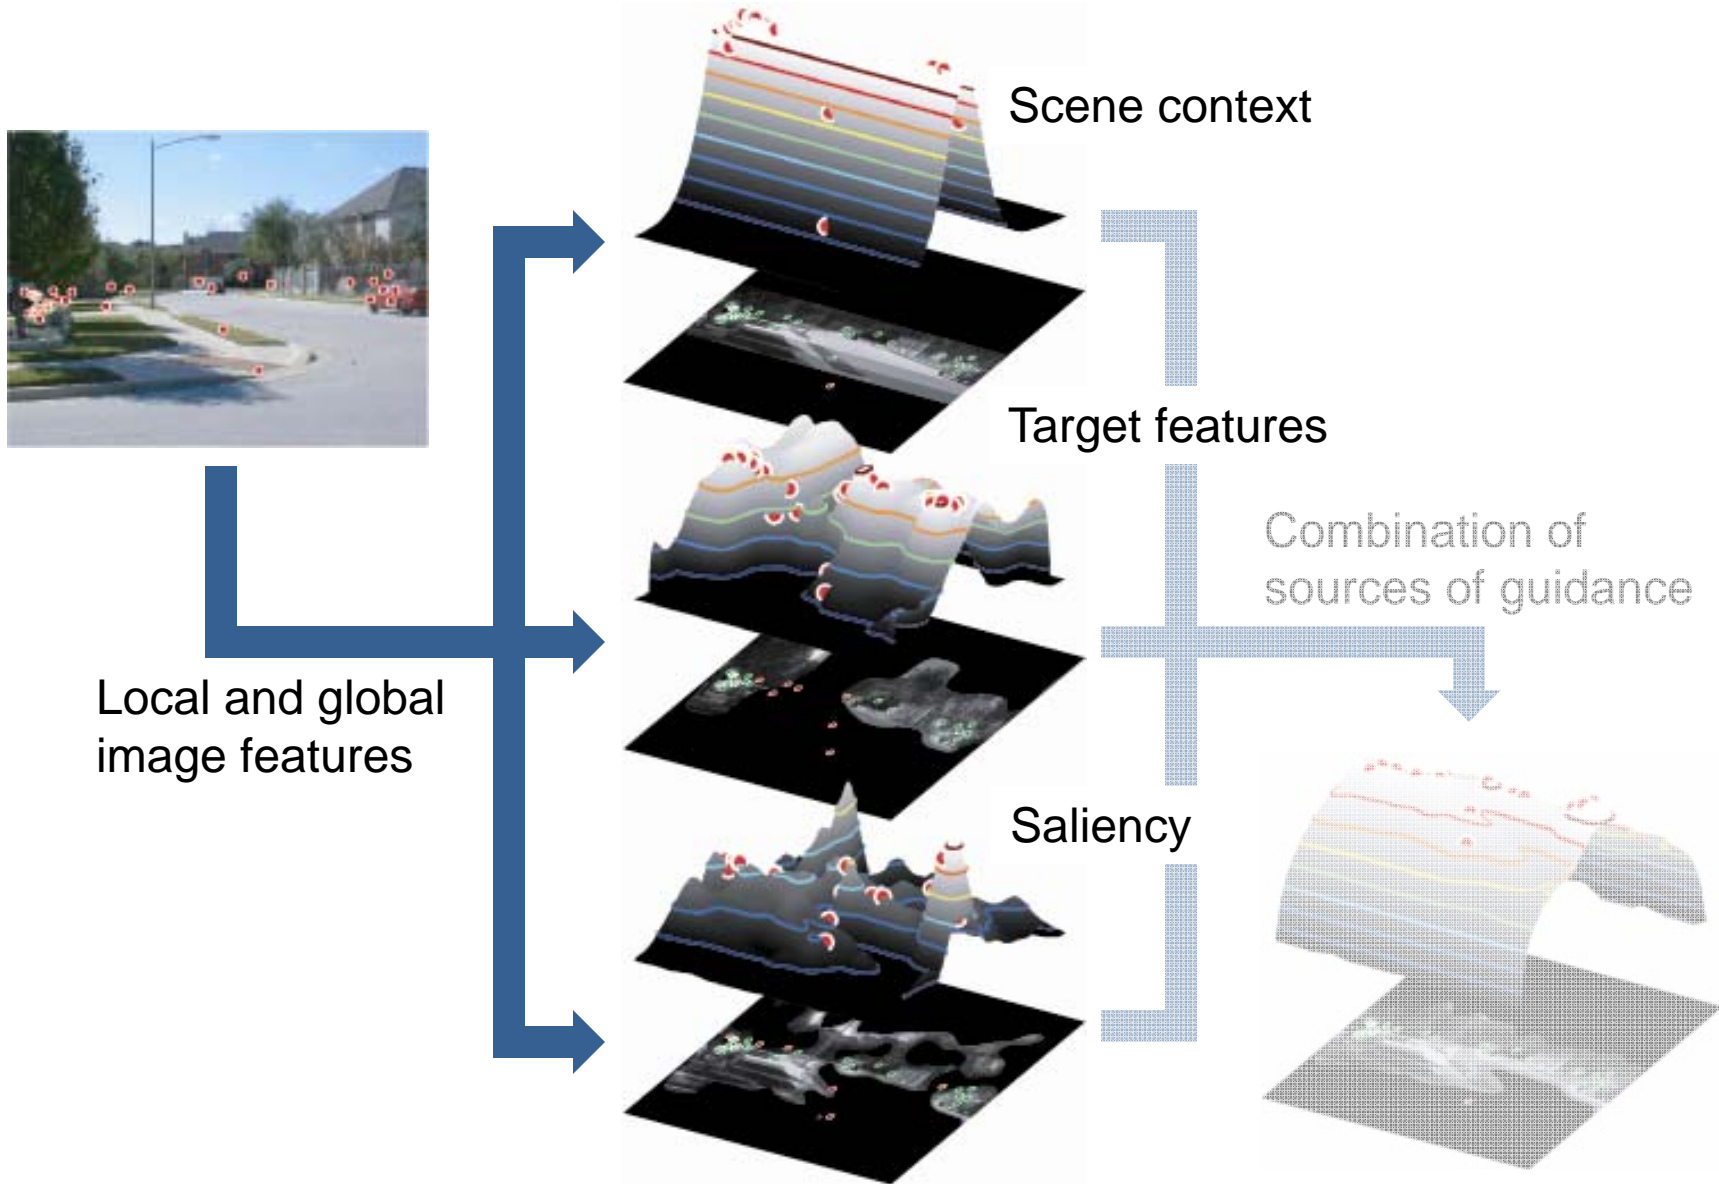 Scene context
Target features
Combination of
sources of guidance
Local and global
image features
Saliency